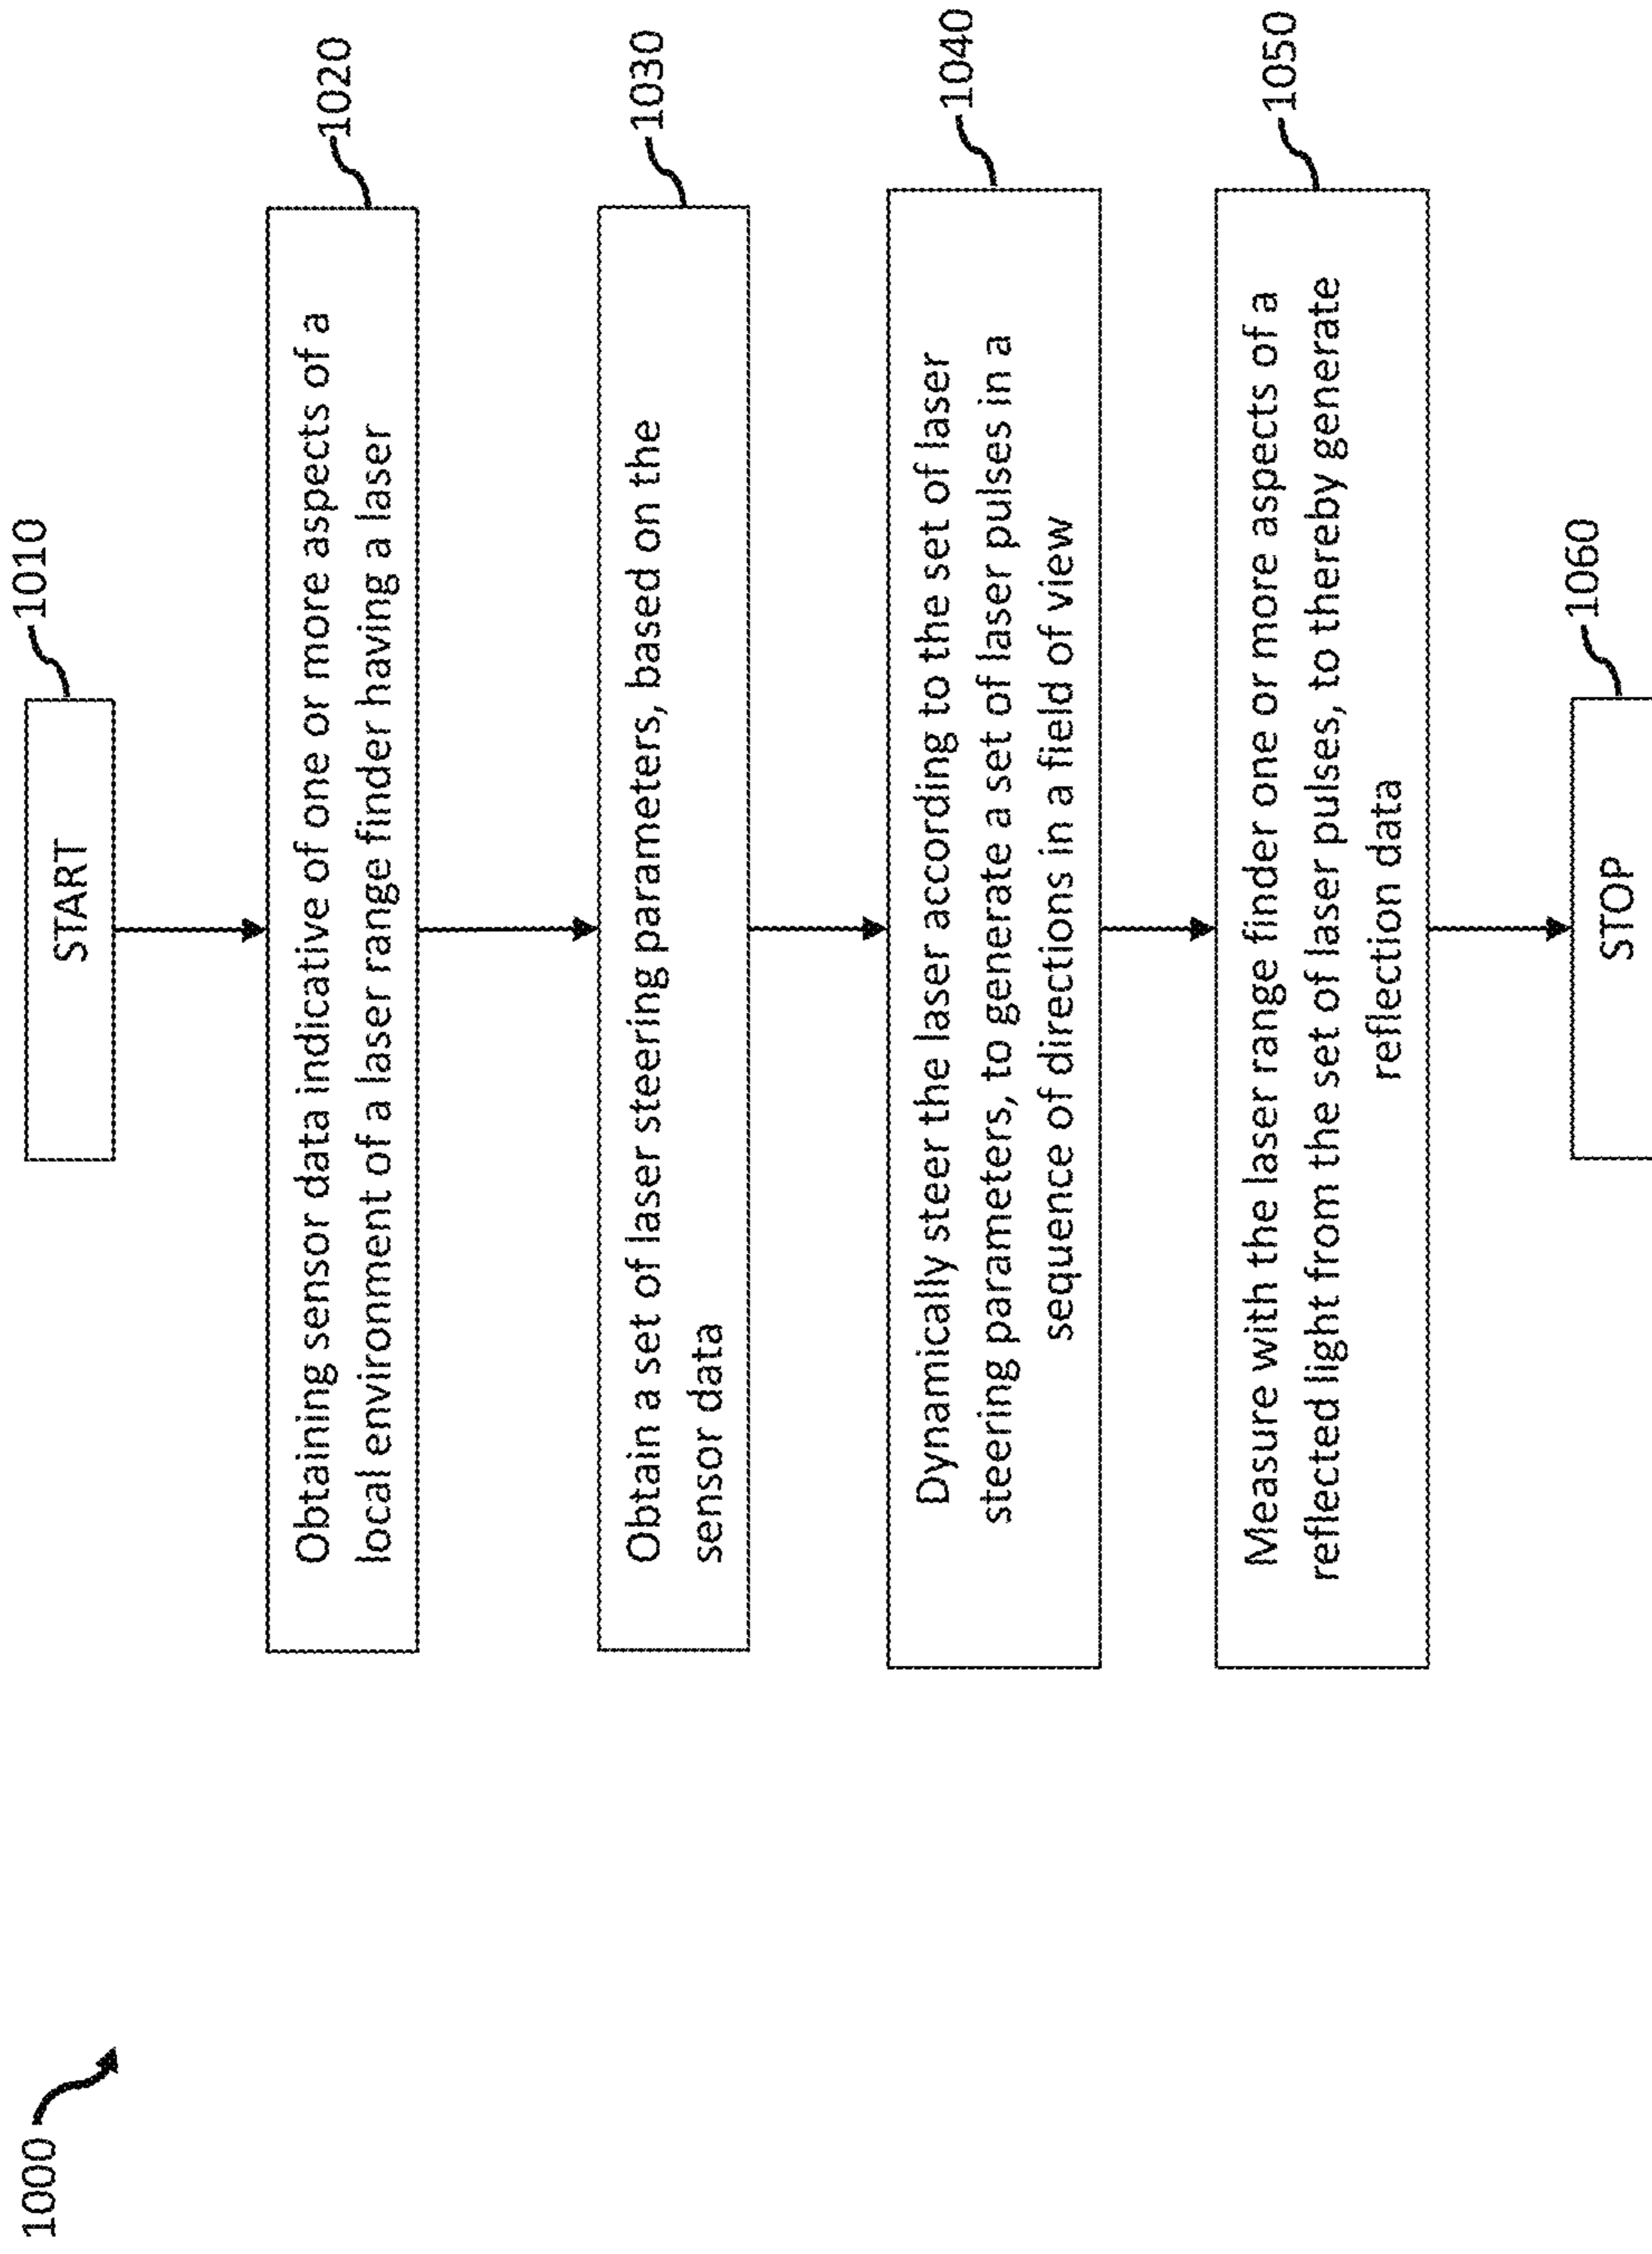 1000
START
1010
Obtaining sensor data indicative of one or more aspects of a
local environment of a laser range finder having a laser
1020
Obtain a set of laser steering parameters, based on the
sensor data
1030
Dynamically steer the laser according to the set of laser
steering parameters, to generate a set of laser pulses in a
sequence of directions in a field of view
1040
Measure with the laser range finder one or more aspects of a
reflected light from the set of laser pulses, to thereby generate
reflection data
1050
STOP
1060